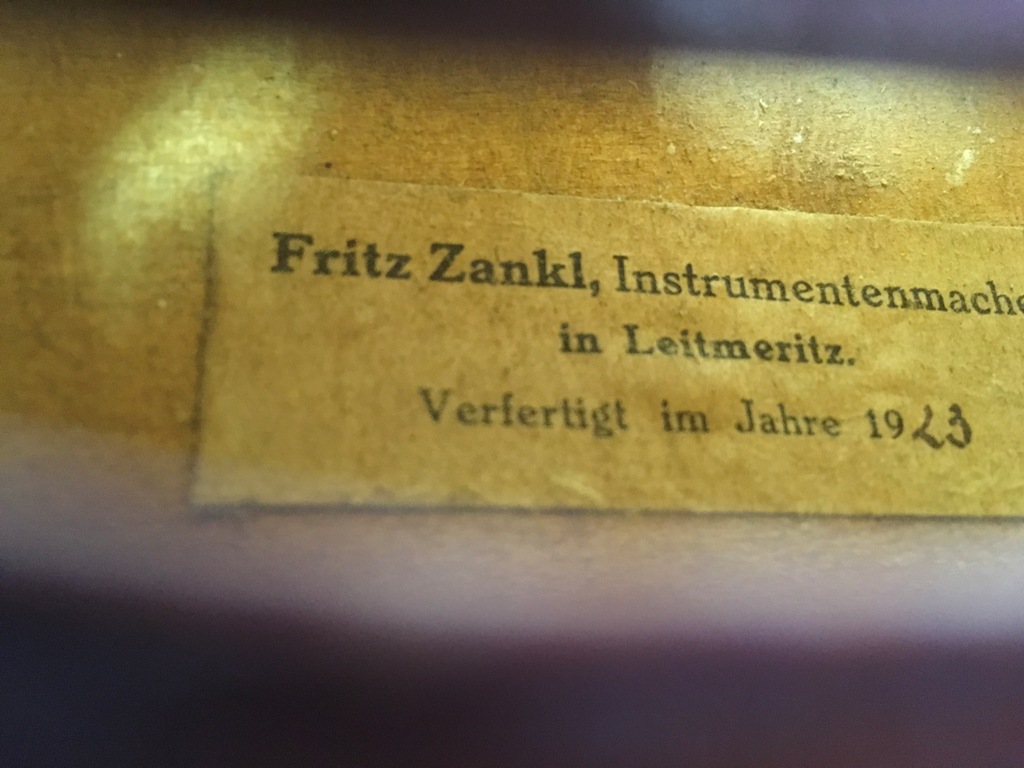 Fritz Zankl, Instrumentenmache
in Leitmeritz.
Verfertigt im Jahre 1923